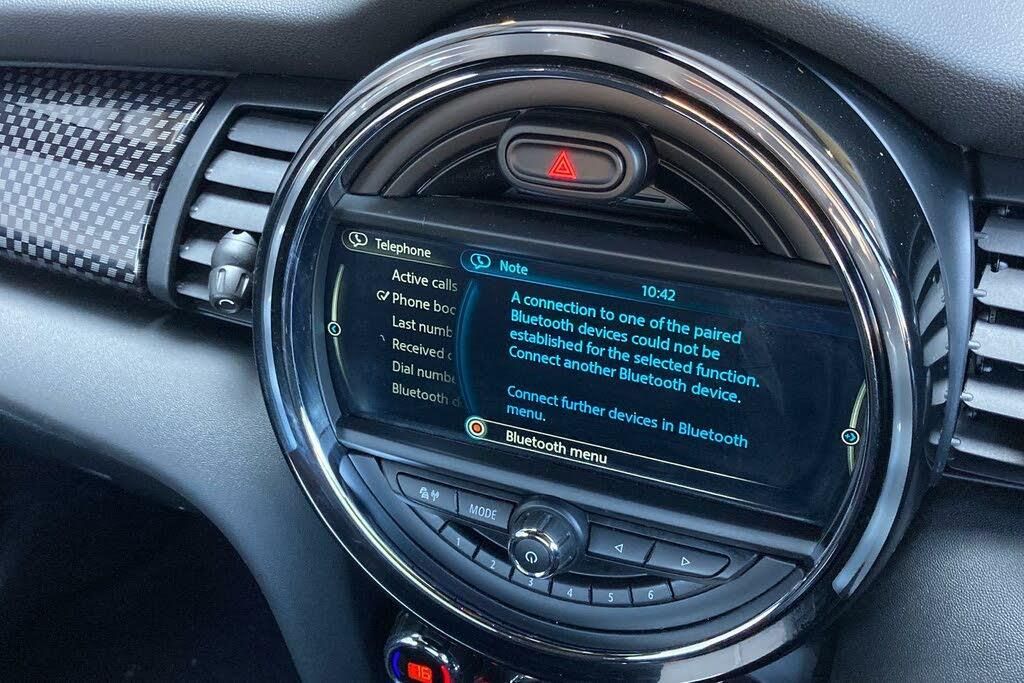 Telephone
Active calls
Phone boo
Last numb
Received c
Dial numbe
Bluetooth d
Note
10:42
A connection to one of the paired
Bluetooth devices could not be
established for the selected function.
Connect another Bluetooth device.
Connect further devices in Bluetooth
menu.
Bluetooth menu
MODE
1
2
3
4
5
6